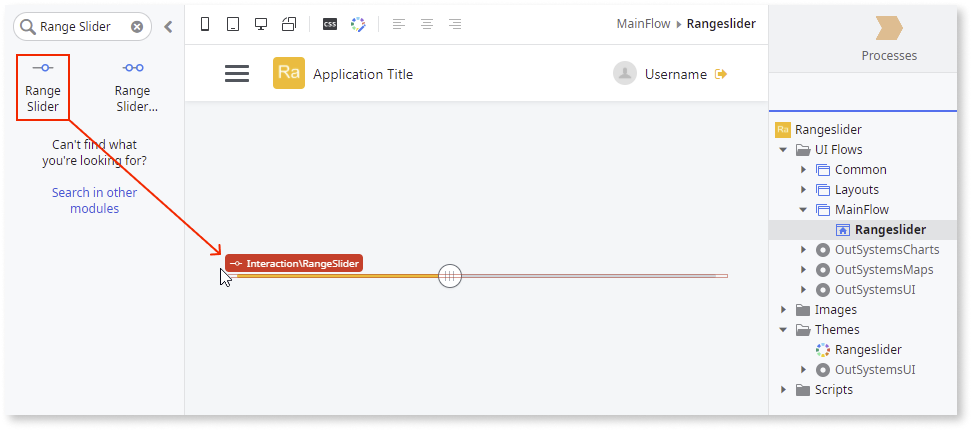 Range Slider
Range
Slider
Range
Slider...
Can't find what
you're looking for?
Search in other
modules
CSS
MainFlow
Rangeslider
Ra
Application Title
Username
Interaction\RangeSlider
Processes
Ra
Rangeslider
UI Flows
Common
Layouts
MainFlow
Rangeslider
OutSystemsCharts
OutSystemsMaps
OutSystemsUI
Images
Themes
Rangeslider
OutSystemsUI
Scripts